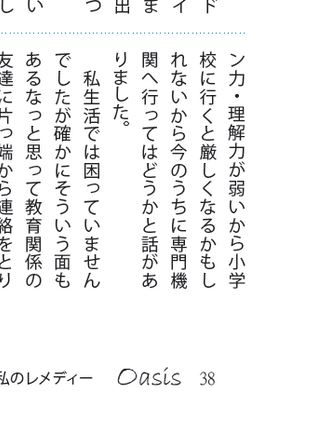 ド
イ
ま
出
つ
い
し
ン力・理解力が弱いから小学
校に行くと厳しくなるかもし
れないから今のうちに専門機
関へ行ってはどうかと話があ
りました。
私生活では困っていません
でしたが確かにそういう面も
あるなっと思って教育関係の
友達に片っ端から連絡をとり
私のレメディー Oasis 38